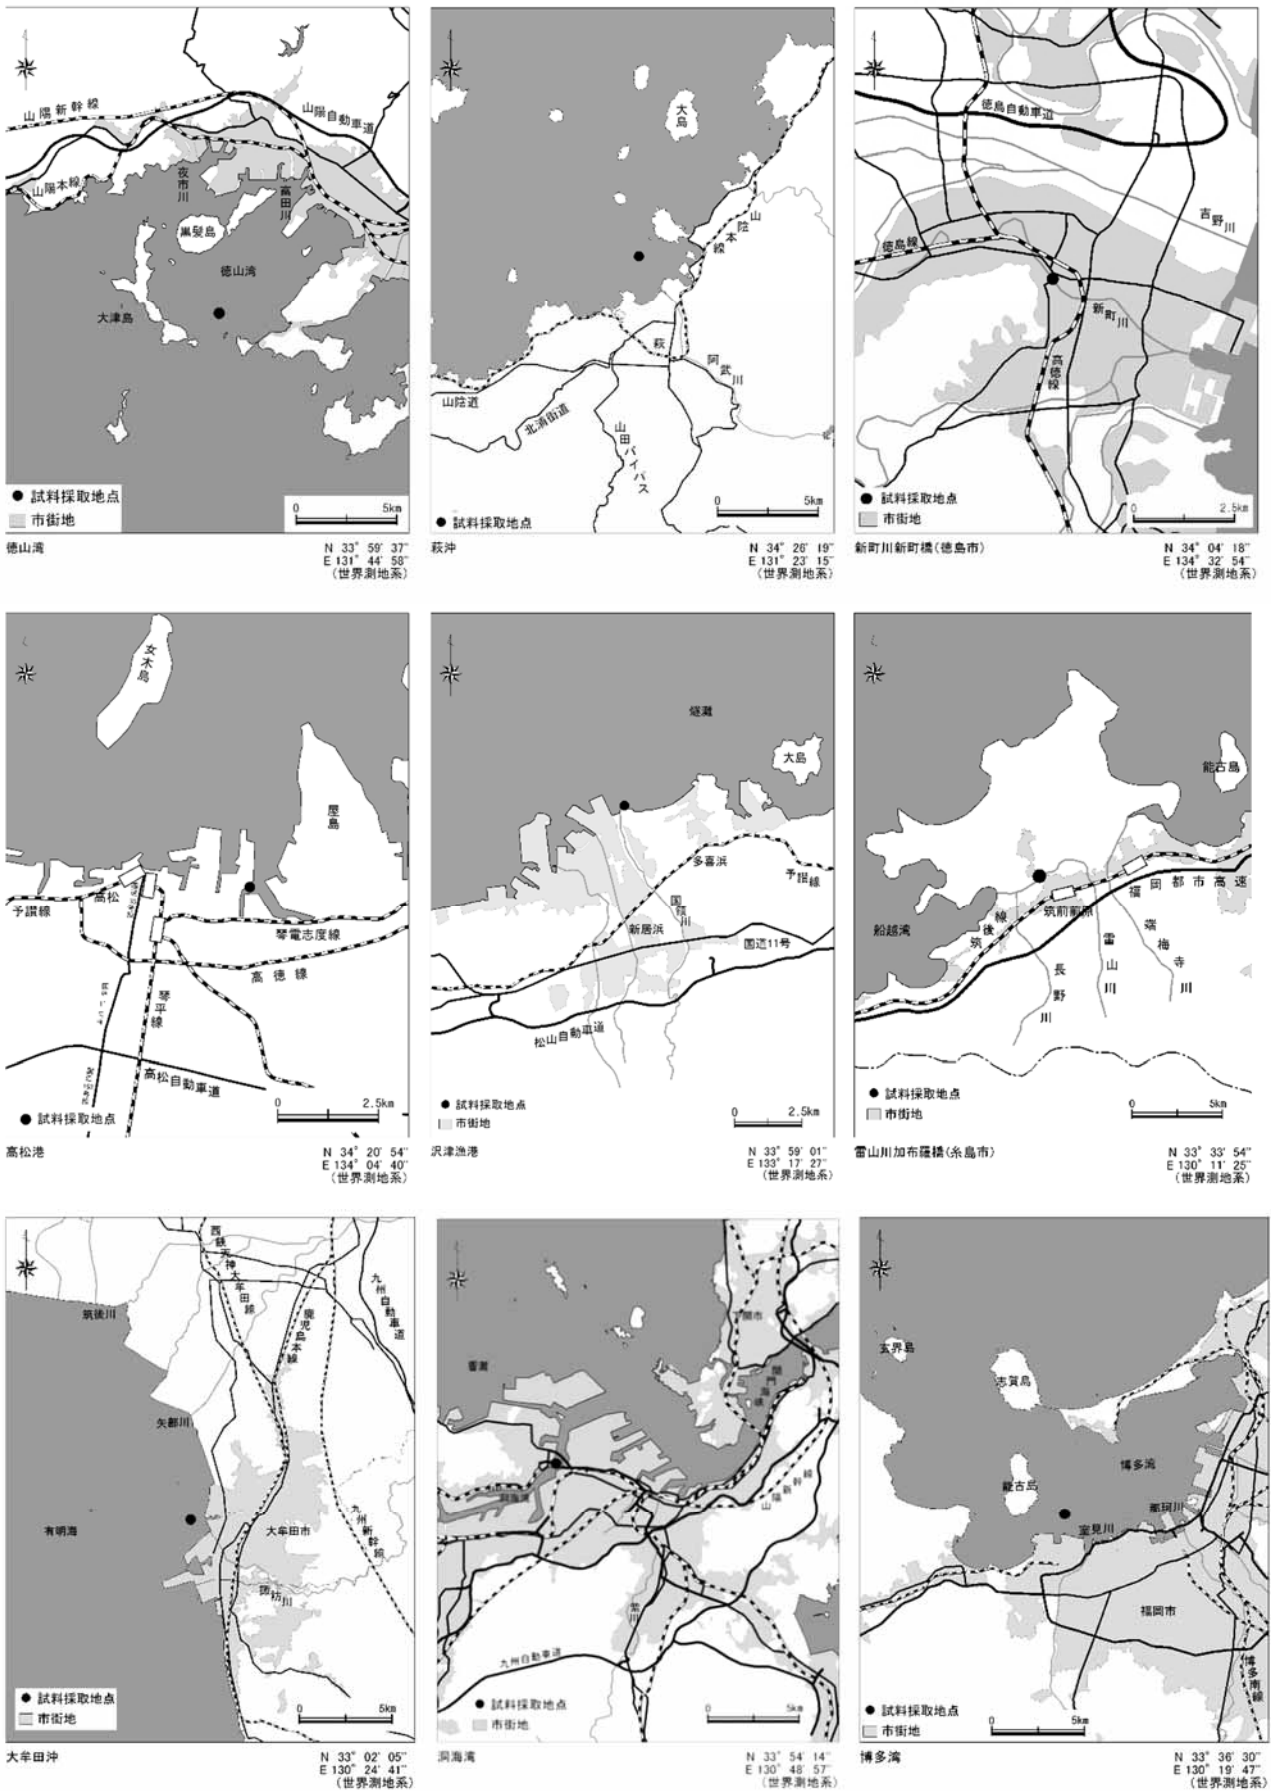 山陽新幹線
山陽自動車道
山陽本線
夜市川
富田川
黒髪島
徳山湾
大津島
● 試料採取地点
市街地
0 5km
徳山湾
N 33° 59' 37"
E 131° 44' 58"
(世界測地系)
大島
山陰本線
萩
阿武川
山陰道
北浦街道
山田バイパス
● 試料採取地点
0 5km
萩沖
N 34° 26' 19"
E 131° 23' 15"
(世界測地系)
徳島自動車道
吉野川
徳島線
新町川
高徳線
● 試料採取地点
市街地
0 2.5km
新町川新町橋(徳島市)
N 34° 04' 18"
E 134° 32' 54"
(世界測地系)
女木島
屋島
予讃線
高松
琴電志度線
高徳線
琴平線
高松自動車道
● 試料採取地点
0 2.5km
高松港
N 34° 20' 54"
E 134° 04' 40"
(世界測地系)
燧灘
大島
多喜浜
予讃線
国領川
新居浜
国道11号
松山自動車道
● 試料採取地点
市街地
0 2.5km
沢津漁港
N 33° 59' 01"
E 133° 17' 27"
(世界測地系)
能古島
船越湾
筑後線
筑前前原
福岡都市高速
長野川
雷山川
瑞梅寺川
● 試料採取地点
市街地
0 5km
雷山川加布羅橋(糸島市)
N 33° 33' 54"
E 130° 11' 25"
(世界測地系)
西鉄天神大牟田線
鹿児島本線
九州自動車道
筑後川
矢部川
有明海
大牟田市
九州新幹線
諏訪川
● 試料採取地点
市街地
0 5km
大牟田沖
N 33° 02' 05"
E 130° 24' 41"
(世界測地系)
下関市
響灘
関門海峡
洞海湾
山陽新幹線
紫川
九州自動車道
● 試料採取地点
市街地
0 5km
洞海湾
N 33° 54' 14"
E 130° 48' 57"
(世界測地系)
玄界島
志賀島
博多湾
能古島
那珂川
室見川
福岡市
博多南線
● 試料採取地点
市街地
0 5km
博多湾
N 33° 36' 30"
E 130° 19' 47"
(世界測地系)